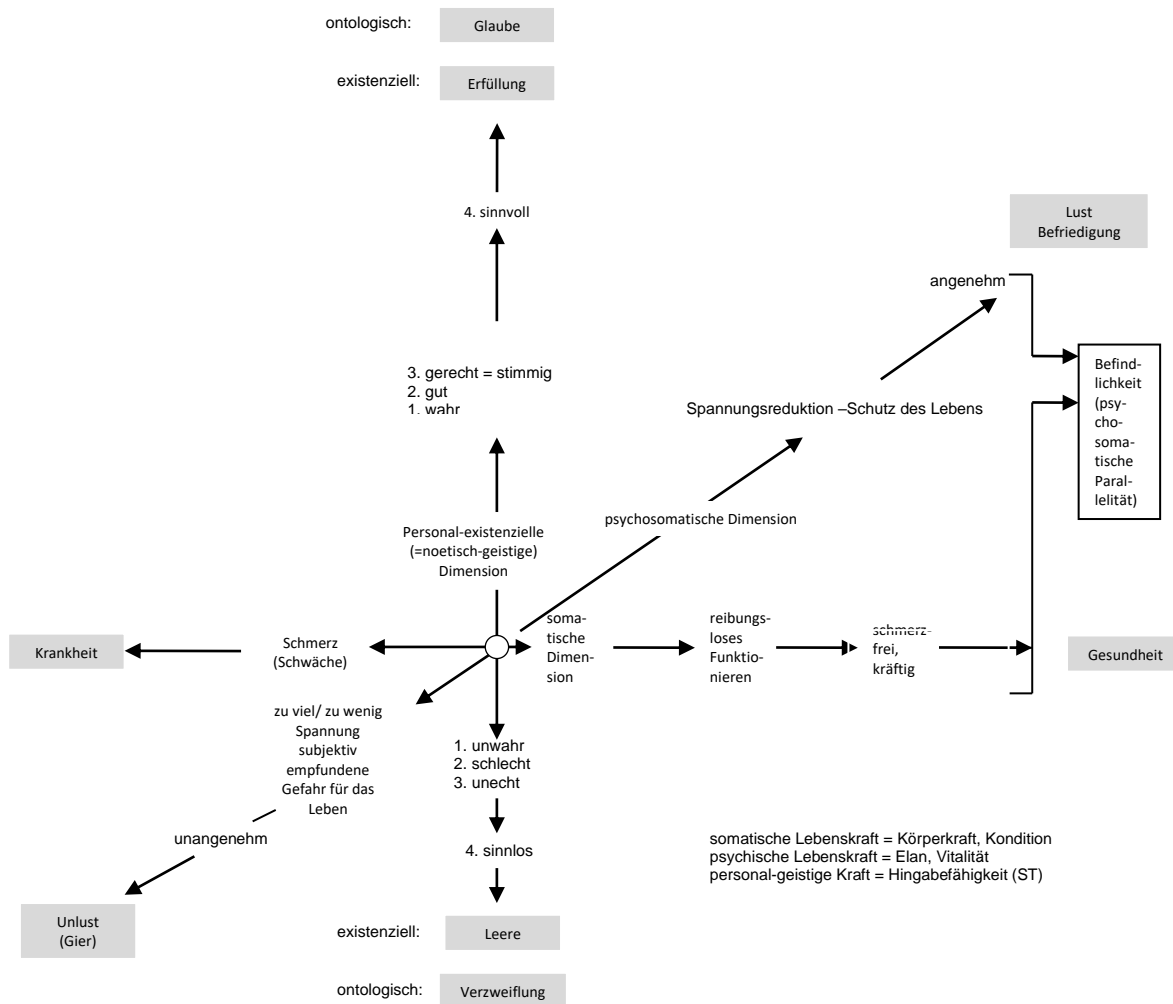 ontologisch: Glaube
existenziell: Erfüllung
4. sinnvoll
Lust
Befriedigung
angenehm
3. gerecht = stimmig
2. gut
1. wahr
Befind-
lichkeit
(psy-
cho-
soma-
tische
Paral-
lelität)
Spannungsreduktion –Schutz des Lebens
psychosomatische Dimension
Personal-existenzielle
(=noetisch-geistige)
Dimension
Krankheit
Schmerz
(Schwäche)
soma-
tische
Dimen-
sion
reibungs-
loses
Funktio-
nieren
schmerz-
frei,
kräftig
Gesundheit
zu viel/ zu wenig
Spannung
subjektiv
empfundene
Gefahr für das
Leben
1. unwahr
2. schlecht
3. unecht
unangenehm
4. sinnlos
somatische Lebenskraft = Körperkraft, Kondition
psychische Lebenskraft = Elan, Vitalität
personal-geistige Kraft = Hingabefähigkeit (ST)
Unlust
(Gier)
existenziell: Leere
ontologisch: Verzweiflung